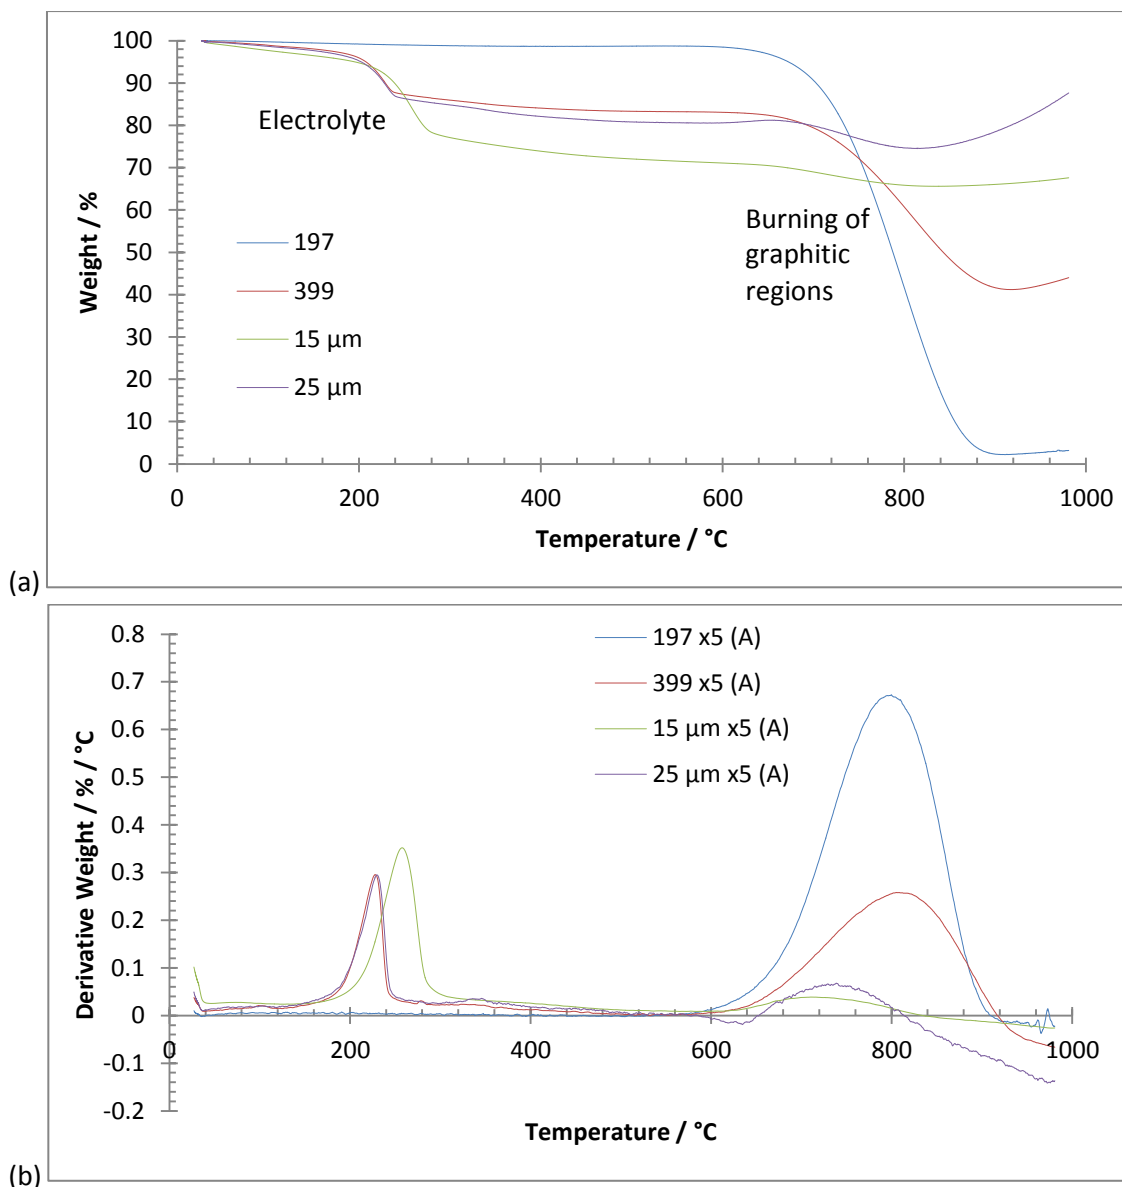 100
90
80
70
60
50
40
30
20
10
0
Weight / %
Electrolyte
197
399
15 µm
25 µm
Burning of
graphitic
regions
0 200 400 600 800 1000
Temperature / °C
(a)
0.8
0.7
0.6
0.5
0.4
0.3
0.2
0.1
0
-0.1
-0.2
Derivative Weight / % / °C
197 x5 (A)
399 x5 (A)
15 µm x5 (A)
25 µm x5 (A)
0 200 400 600 800 1000
Temperature / °C
(b)